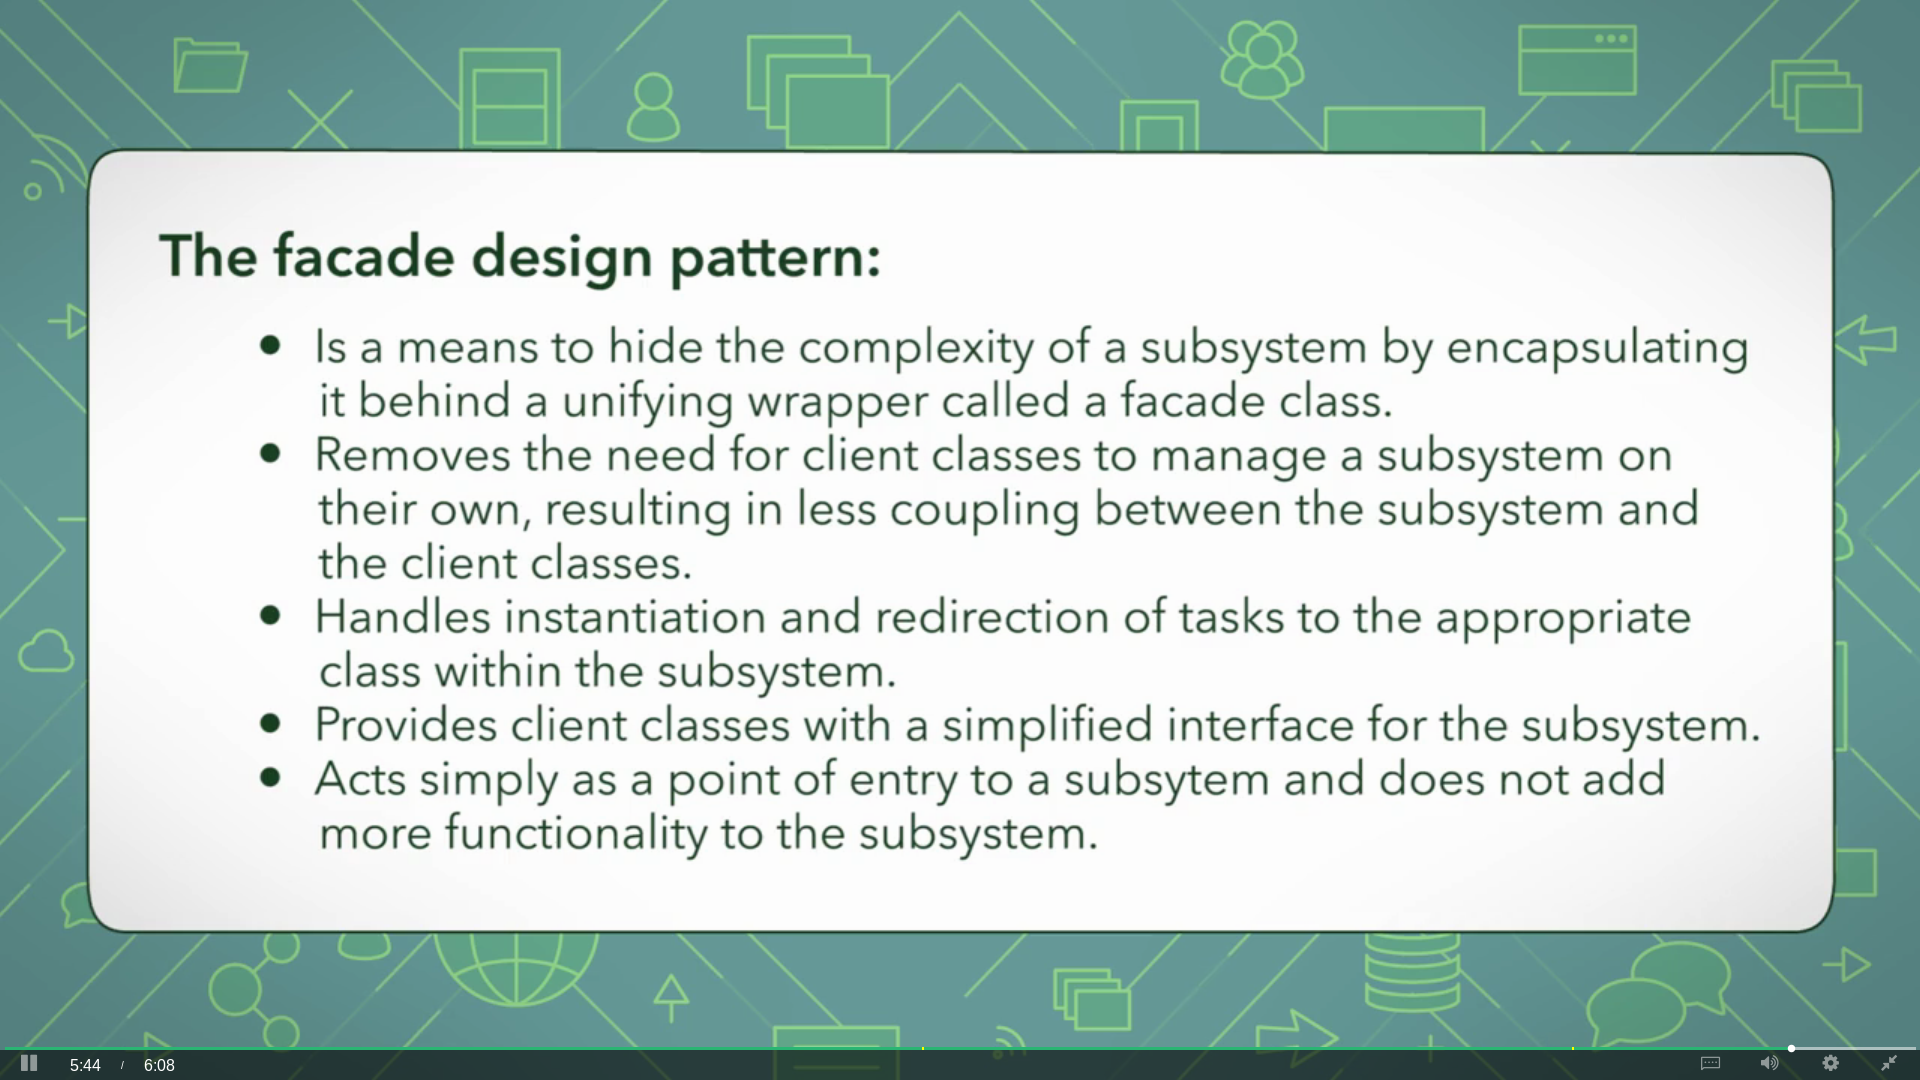 The facade design pattern:
● Is a means to hide the complexity of a subsystem by encapsulating
it behind a unifying wrapper called a facade class.
● Removes the need for client classes to manage a subsystem on
their own, resulting in less coupling between the subsystem and
the client classes.
● Handles instantiation and redirection of tasks to the appropriate
class within the subsystem.
● Provides client classes with a simplified interface for the subsystem.
● Acts simply as a point of entry to a subsytem and does not add
more functionality to the subsystem.
5:44 / 6:08